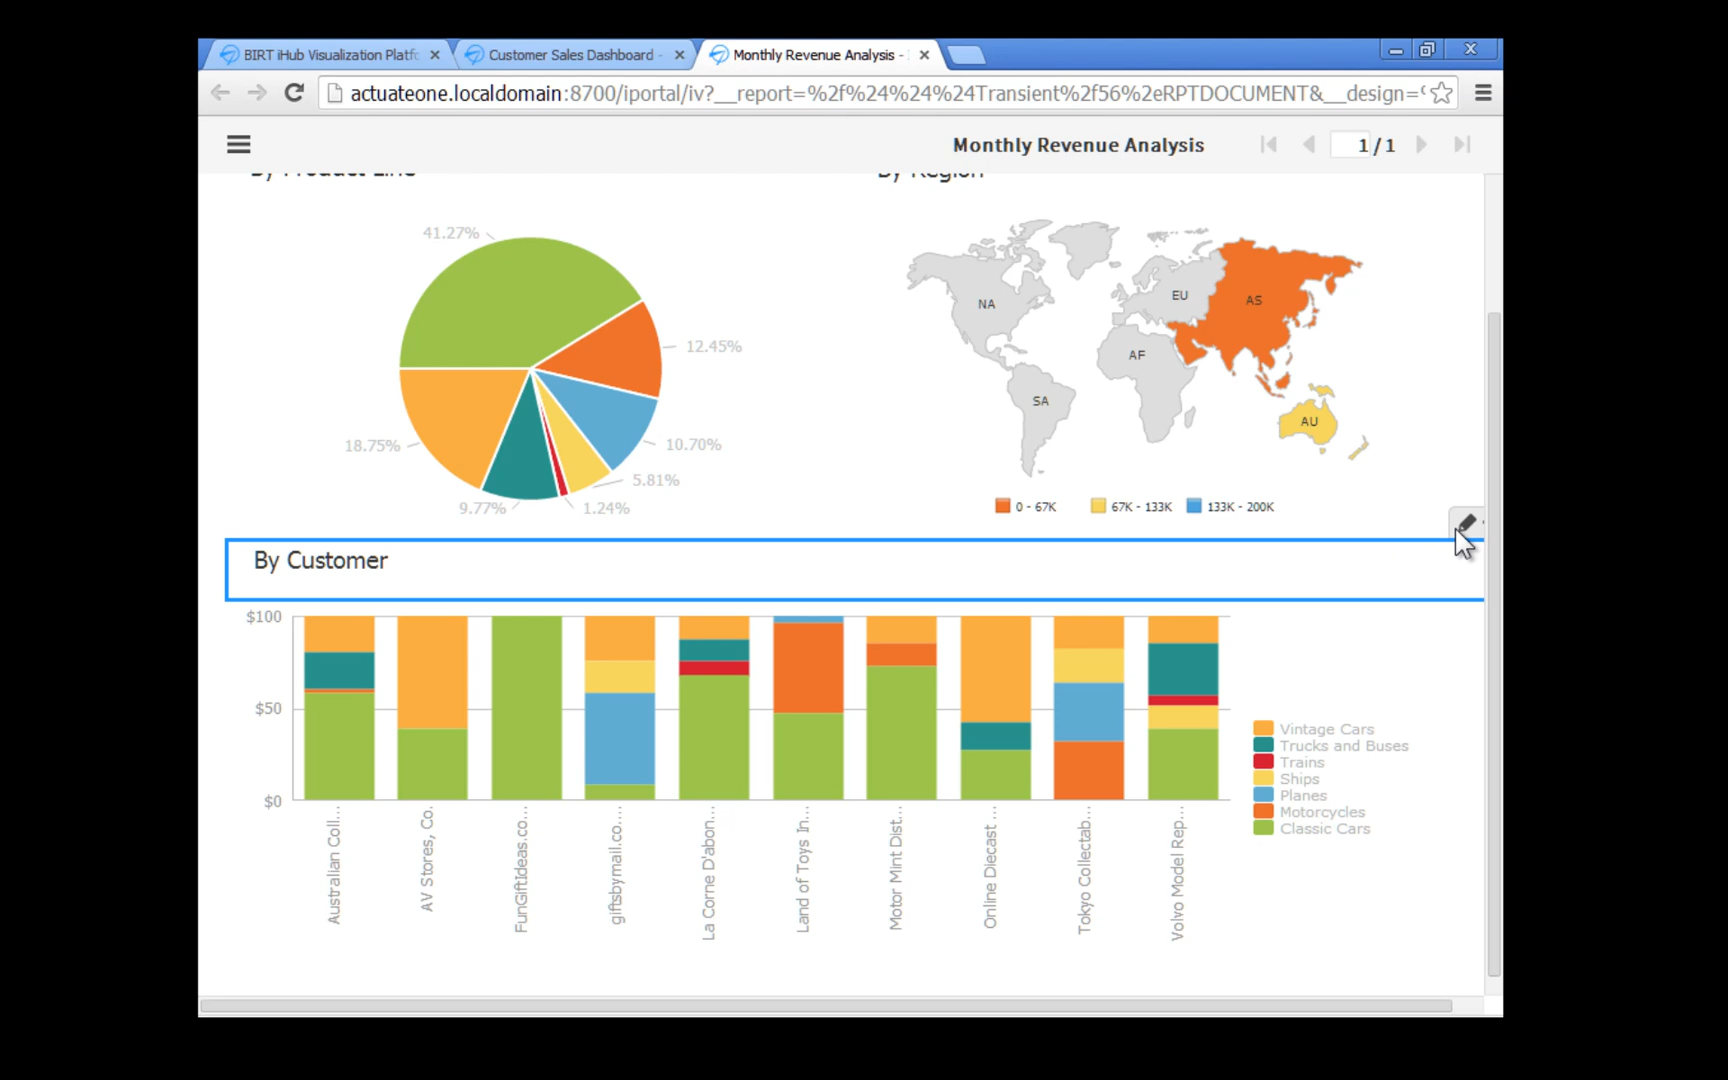 BIRT iHub Visualization Platfo
Customer Sales Dashboard -
Monthly Revenue Analysis -
actuateone.localdomain:8700/iportal/iv?__report=%2f%24%24%24Transient%2f56%2eRPTDOCUMENT&__design=
Monthly Revenue Analysis
1 / 1
By Product Line
By Region
41.27%
12.45%
10.70%
5.81%
1.24%
9.77%
18.75%
NA
EU
AS
AF
SA
AU
0 - 67K
67K - 133K
133K - 200K
By Customer
$100
$50
$0
Australian Coll...
AV Stores, Co.
FunGiftIdeas.co...
giftsbymail.co...
La Corne D'abon...
Land of Toys In...
Motor Mint Dist...
Online Diecast ...
Tokyo Collectab...
Volvo Model Rep...
Vintage Cars
Trucks and Buses
Trains
Ships
Planes
Motorcycles
Classic Cars